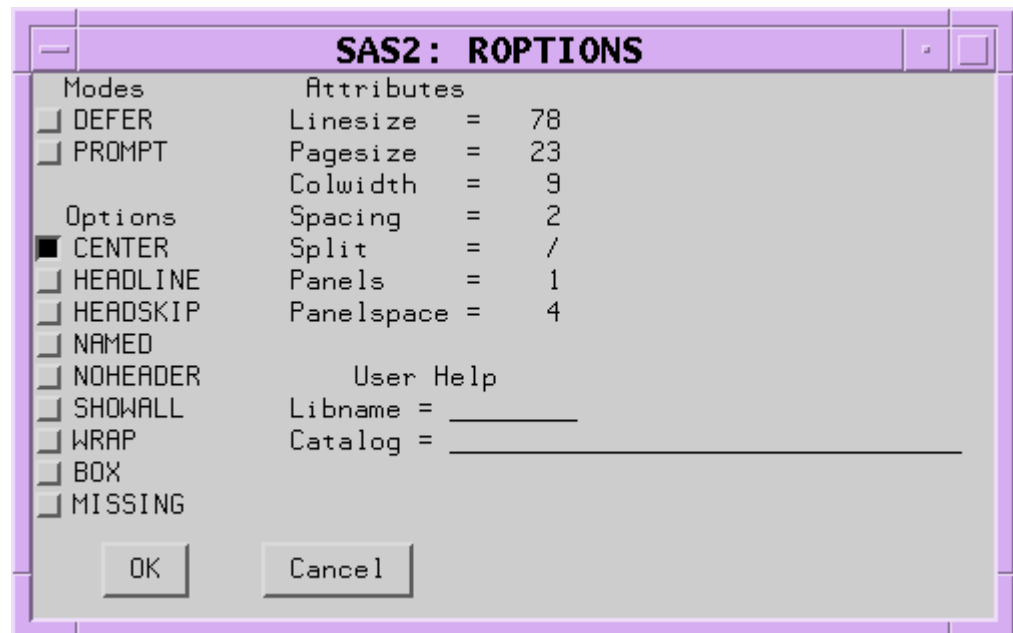 SAS2: ROPTIONS
Modes Attributes
DEFER Linesize = 78
PROMPT Pagesize = 23
Colwidth = 9
Options Spacing = 2
CENTER Split = /
HEADLINE Panels = 1
HEADSKIP Panelspace = 4
NAMED
NOHEADER User Help
SHOWALL Libname =
WRAP Catalog =
BOX
MISSING
OK Cancel